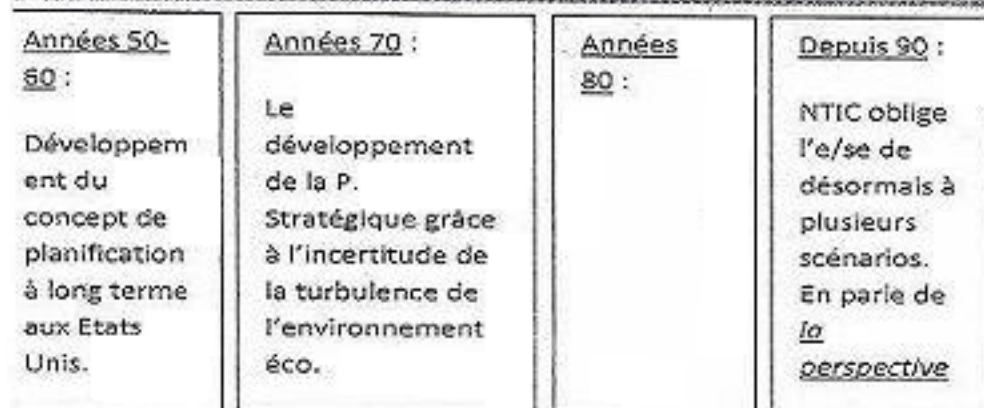 Années 50-
60 :
Développem
ent du
concept de
planification
à long terme
aux Etats
Unis.
Années 70 :
Le
développement
de la P.
Stratégique grâce
à l'incertitude de
la turbulence de
l'environnement
éco.
Années
80 :
Depuis 90 :
NTIC oblige
l'e/se de
désormais à
plusieurs
scénarios.
En parle de
la
perspective